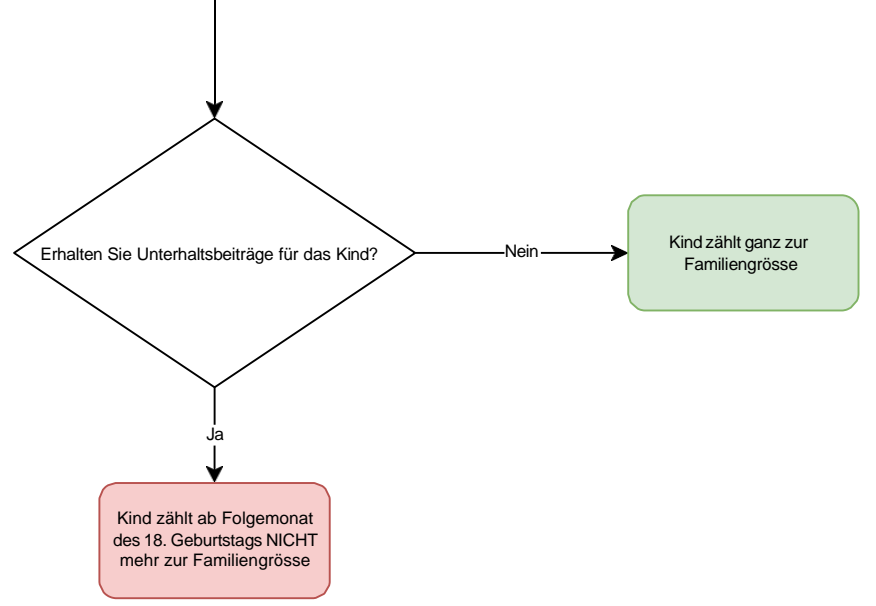 Erhalten Sie Unterhaltsbeiträge für das Kind?
Nein
Kind zählt ganz zur
Familiengrösse
Ja
Kind zählt ab Folgemonat
des 18. Geburtstags NICHT
mehr zur Familiengrösse